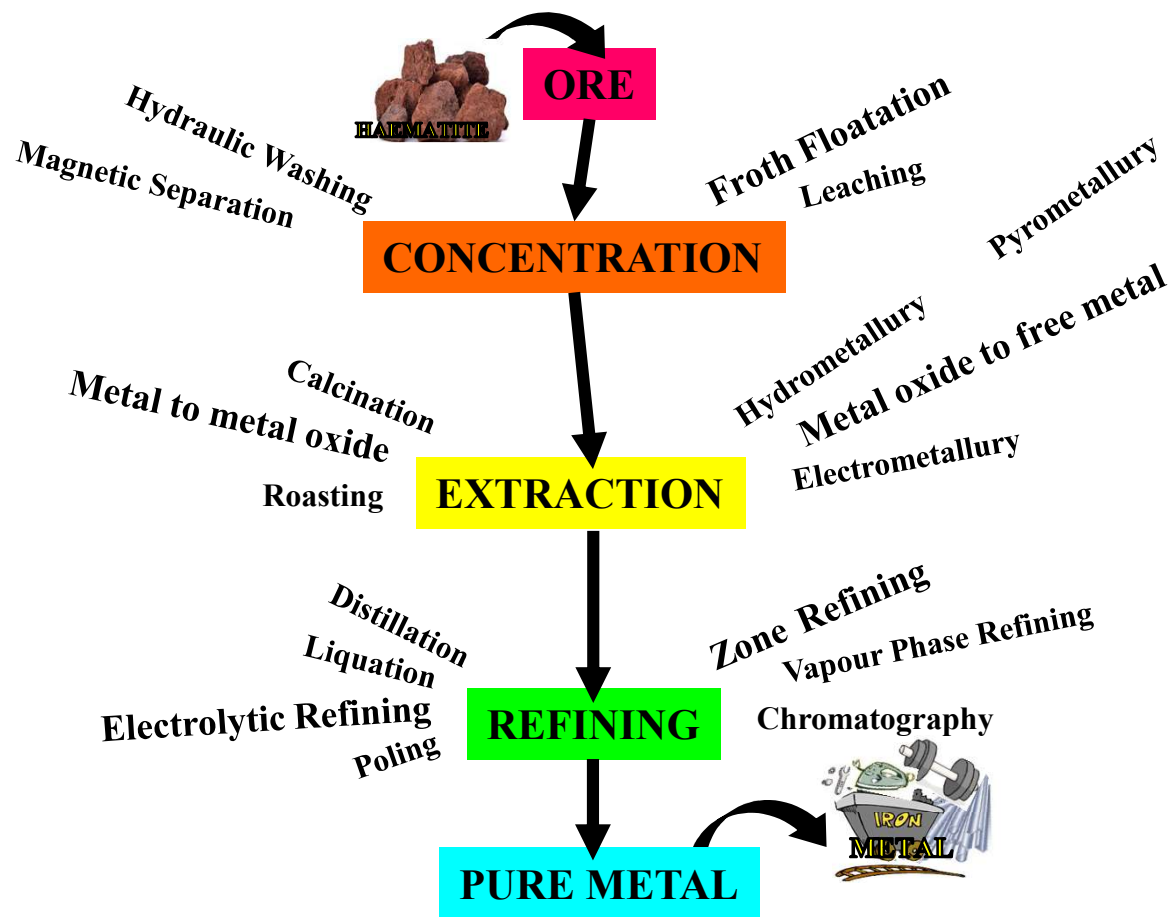 ORE
HAEMATITE
Hydraulic Washing
Magnetic Separation
Froth Floatation
Leaching
CONCENTRATION
Pyrometallury
Hydrometallury
Metal oxide to free metal
Electrometallury
Calcination
Metal to metal oxide
Roasting
EXTRACTION
Distillation
Liquation
Electrolytic Refining
Poling
Zone Refining
Vapour Phase Refining
Chromatography
REFINING
IRON
METAL
PURE METAL